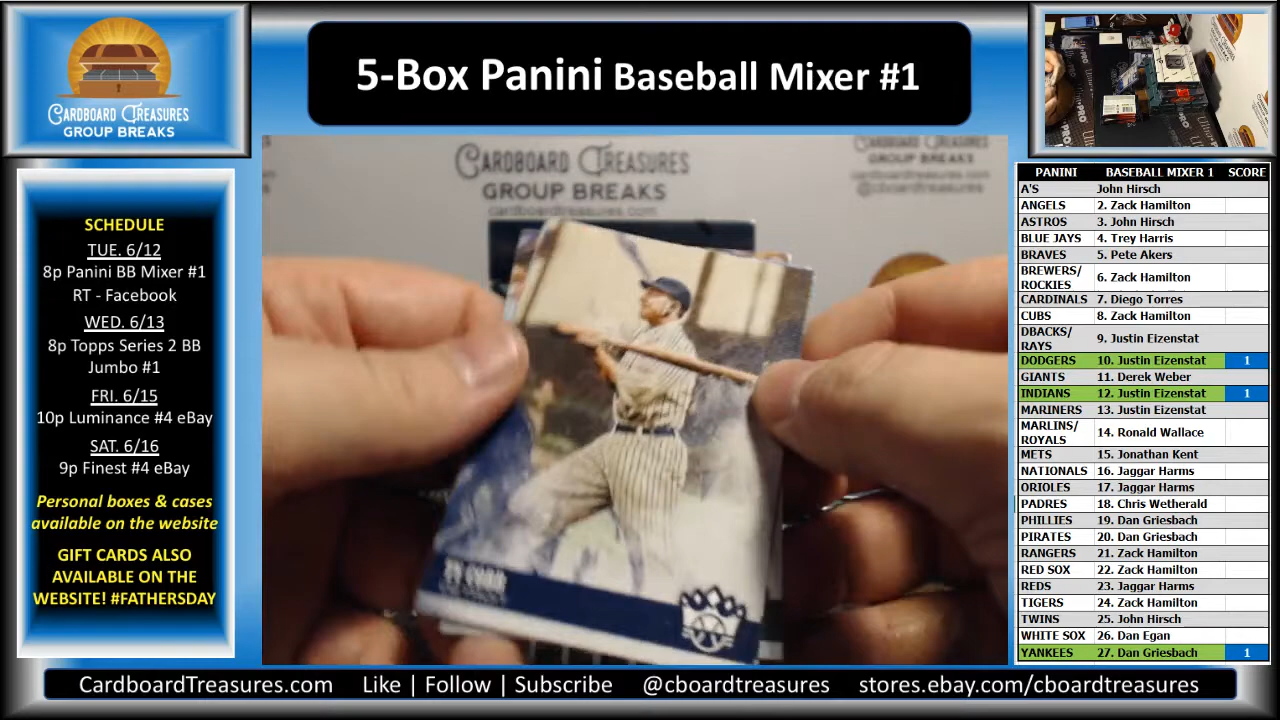 5-Box Panini Baseball Mixer #1
CARDBOARD TREASURES
GROUP BREAKS
SCHEDULE
TUE. 6/12
8p Panini BB Mixer #1
RT - Facebook
WED. 6/13
8p Topps Series 2 BB
Jumbo #1
FRI. 6/15
10p Luminance #4 eBay
SAT. 6/16
9p Finest #4 eBay
Personal boxes & cases
available on the website
GIFT CARDS ALSO
AVAILABLE ON THE
WEBSITE! #FATHERSDAY
CARDBOARD TREASURES
GROUP BREAKS
cardboardtreasures.com
CARDBOARD TREASURES
GROUP BREAKS
@cboardtreasures
TY COBB
PANINI BASEBALL MIXER 1 SCORE
A'S John Hirsch
ANGELS 2. Zack Hamilton
ASTROS 3. John Hirsch
BLUE JAYS 4. Trey Harris
BRAVES 5. Pete Akers
BREWERS/
ROCKIES 6. Zack Hamilton
CARDINALS 7. Diego Torres
CUBS 8. Zack Hamilton
DBACKS/
RAYS 9. Justin Eizenstat
DODGERS 10. Justin Eizenstat 1
GIANTS 11. Derek Weber
INDIANS 12. Justin Eizenstat 1
MARINERS 13. Justin Eizenstat
MARLINS/
ROYALS 14. Ronald Wallace
METS 15. Jonathan Kent
NATIONALS 16. Jaggar Harms
ORIOLES 17. Jaggar Harms
PADRES 18. Chris Wetherald
PHILLIES 19. Dan Griesbach
PIRATES 20. Dan Griesbach
RANGERS 21. Zack Hamilton
RED SOX 22. Zack Hamilton
REDS 23. Jaggar Harms
TIGERS 24. Zack Hamilton
TWINS 25. John Hirsch
WHITE SOX 26. Dan Egan
YANKEES 27. Dan Griesbach 1
CardboardTreasures.com Like | Follow | Subscribe @cboardtreasures stores.ebay.com/cboardtreasures